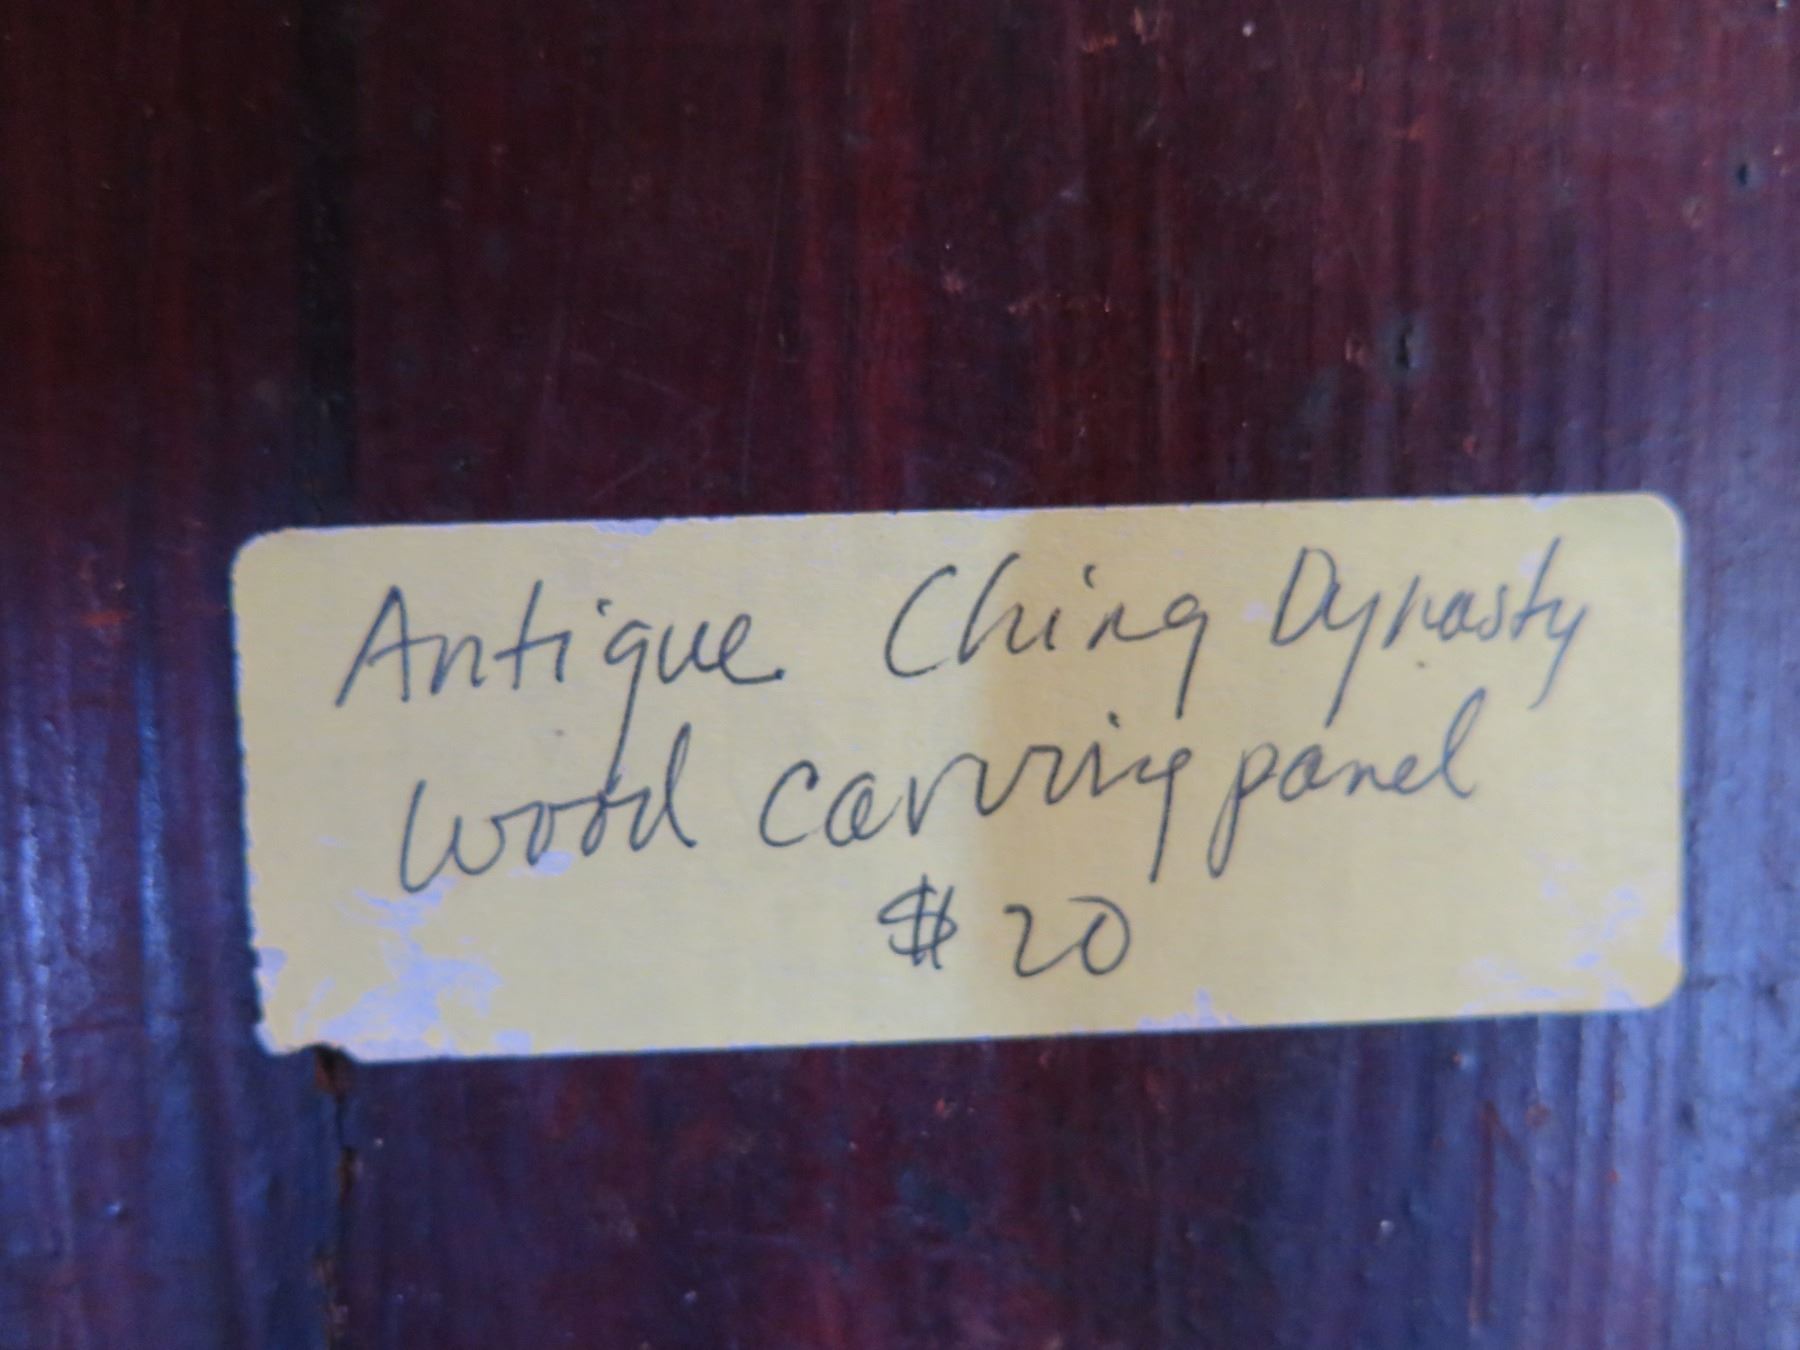 Antique Ching Dynasty
wood carving panel
$20